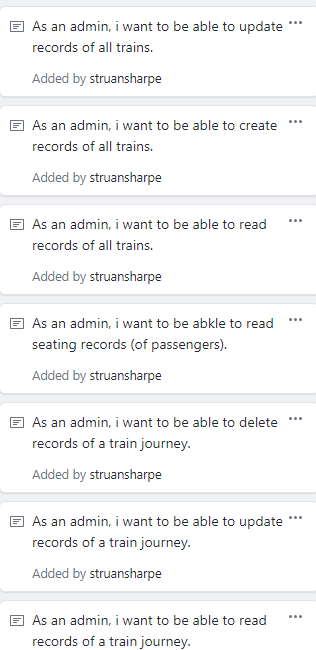 As an admin, i want to be able to update
records of all trains.
Added by struansharpe
As an admin, i want to be able to create
records of all trains.
Added by struansharpe
As an admin, i want to be able to read
records of all trains.
Added by struansharpe
As an admin, i want to be abkle to read
seating records (of passengers).
Added by struansharpe
As an admin, i want to be able to delete
records of a train journey.
Added by struansharpe
As an admin, i want to be able to update
records of a train journey.
Added by struansharpe
As an admin, i want to be able to read
records of a train journey.